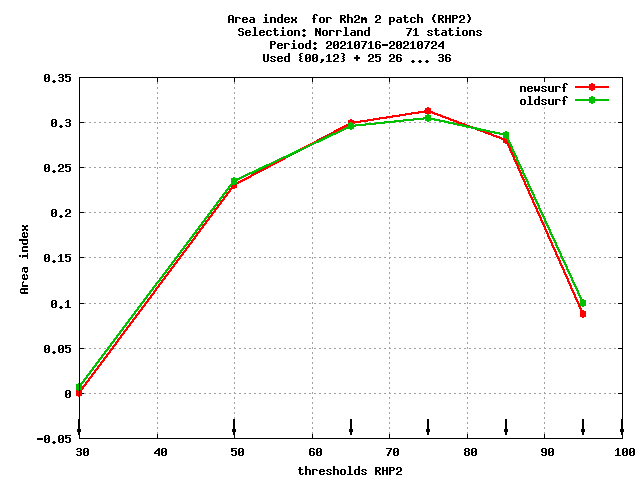 Area index  for Rh2m 2 patch (RHP2)
Selection: Norrland     71 stations
Period: 20210716-20210724
Used {00,12} + 25 26 ... 36
newsurf
oldsurf
0.35
0.3
0.25
0.2
0.15
0.1
0.05
0
-0.05
Area index
30 40 50 60 70 80 90 100
thresholds RHP2